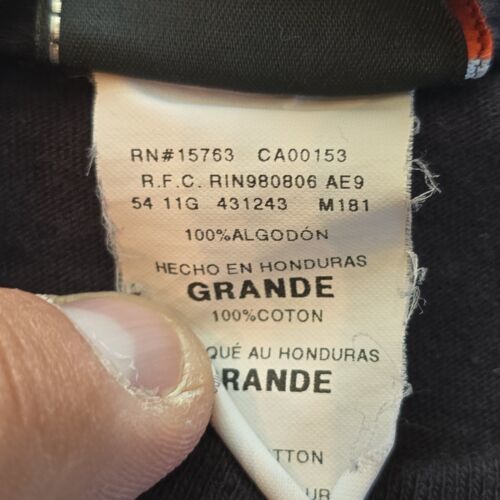 RN#15763 CA00153
R.F.C. RIN980806 AE9
54 11G 431243 M181
100%ALGODÓN
HECHO EN HONDURAS
GRANDE
100%COTON
QUÉ AU HONDURAS
RANDE
TTON
UR